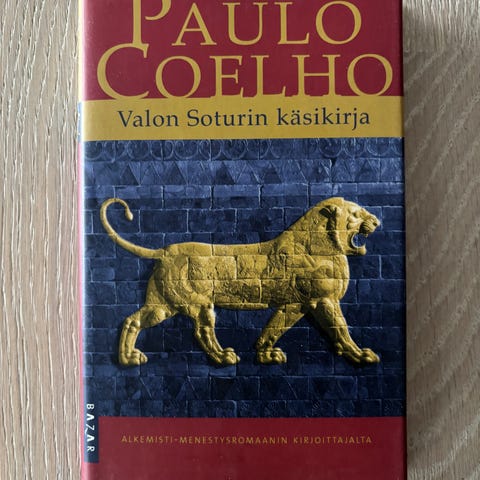 PAULO
COELHO
Valon Soturin käsikirja
BAZAR
ALKEMISTI-MENESTYSROMAANIN KIRJOITTAJALTA